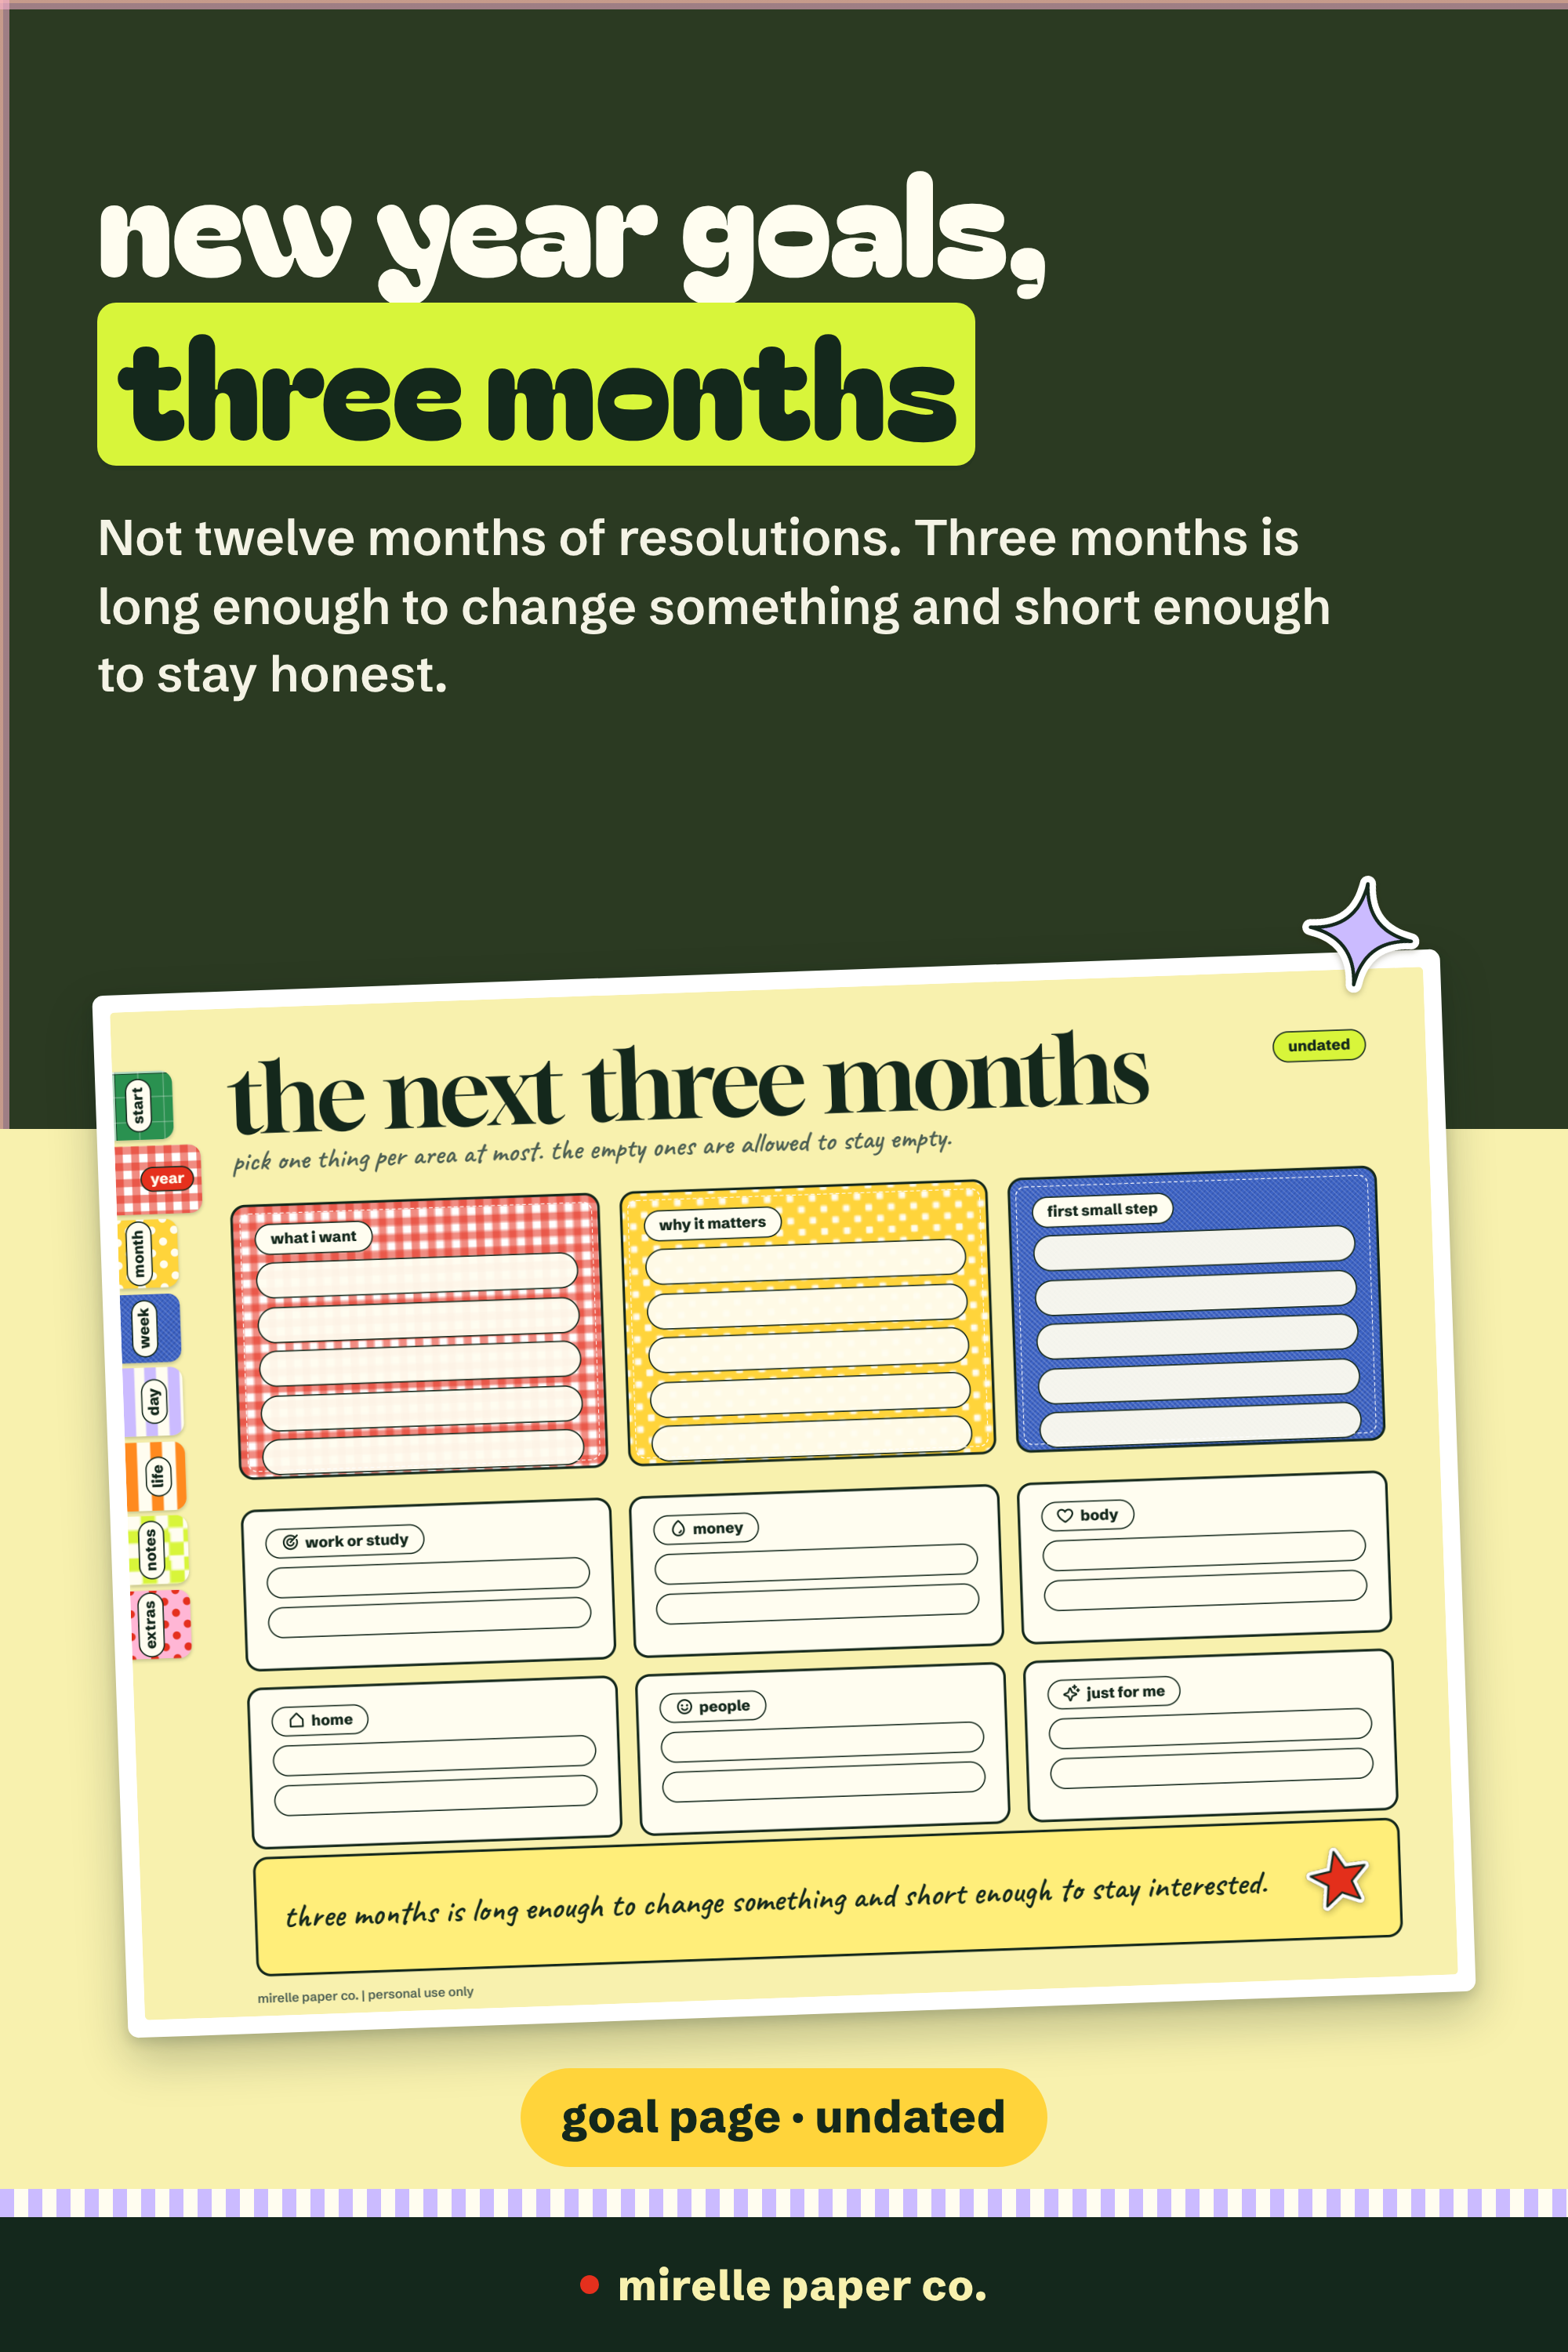 new year goals,
three months
Not twelve months of resolutions. Three months is
long enough to change something and short enough
to stay honest.
the next three months
undated
pick one thing per area at most. the empty ones are allowed to stay empty.
start
year
month
week
day
life
notes
extras
what i want
why it matters
first small step
work or study
money
body
home
people
just for me
three months is long enough to change something and short enough to stay interested.
mirelle paper co. | personal use only
goal page · undated
mirelle paper co.